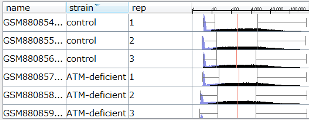 name strain rep
GSM880854... control 1
GSM880855... control 2
GSM880856... control 3
GSM880857... ATM-deficient 1
GSM880858... ATM-deficient 2
GSM880859... ATM-deficient 3